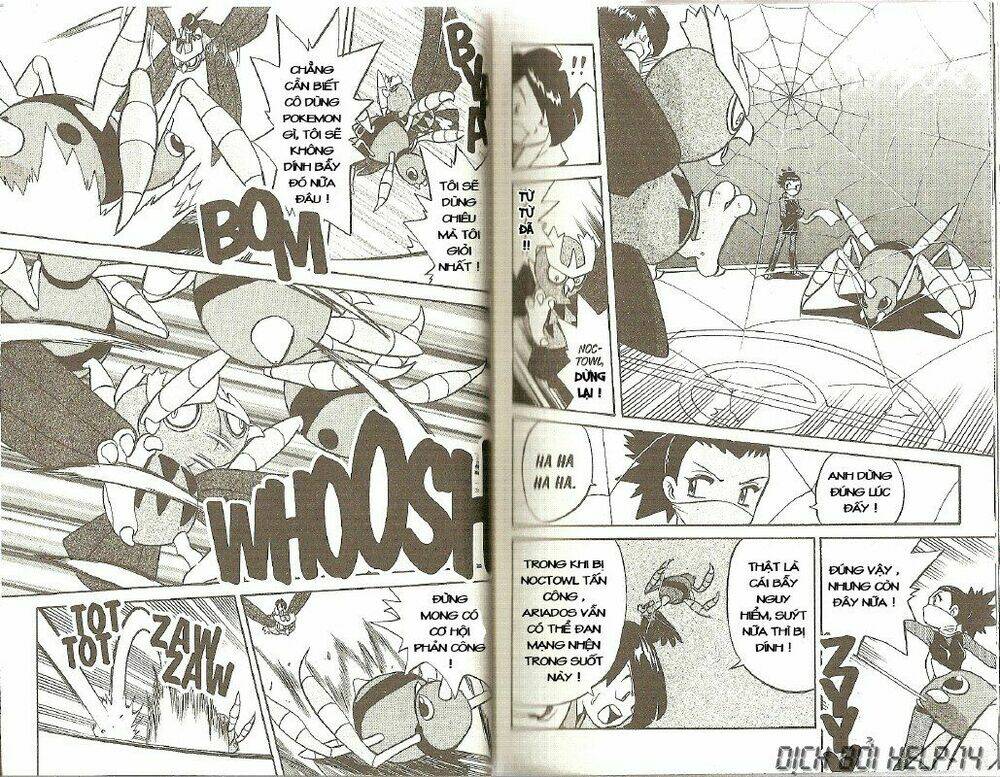 CHẲNG
CẦN BIẾT
CÔ DÙNG
POKEMON
GÌ, TÔI SẼ
KHÔNG
DÍNH BẪY
ĐÓ NỮA
ĐÂU !
TÔI SẼ
DÙNG
CHIÊU
MÀ TÔI
GIỎI
NHẤT !
BOM
WHOOSH
TOT
TOT
ZAW
ZAW
ĐỪNG
MONG CÓ
CƠ HỘI
PHẢN CÔNG
!
!!
TỪ
TỪ
ĐÃ
!!
NOC-
TOWL,
DỪNG
LẠI !
ANH DỪNG
ĐÚNG LÚC
ĐẤY !
HA HA
HA HA.
ĐÚNG VẬY ,
NHƯNG CÒN
ĐÂY NỮA !
THẬT LÀ
CÁI BẪY
NGUY
HIỂM, SUÝT
NỮA THÌ BỊ
DÍNH !
TRONG KHI BỊ
NOCTOWL TẤN
CÔNG ,
ARIADOS VẪN
CÓ THỂ ĐAN
MẠNG NHỆN
TRONG SUỐT
NÀY !
DỊCH BỞI HELP14